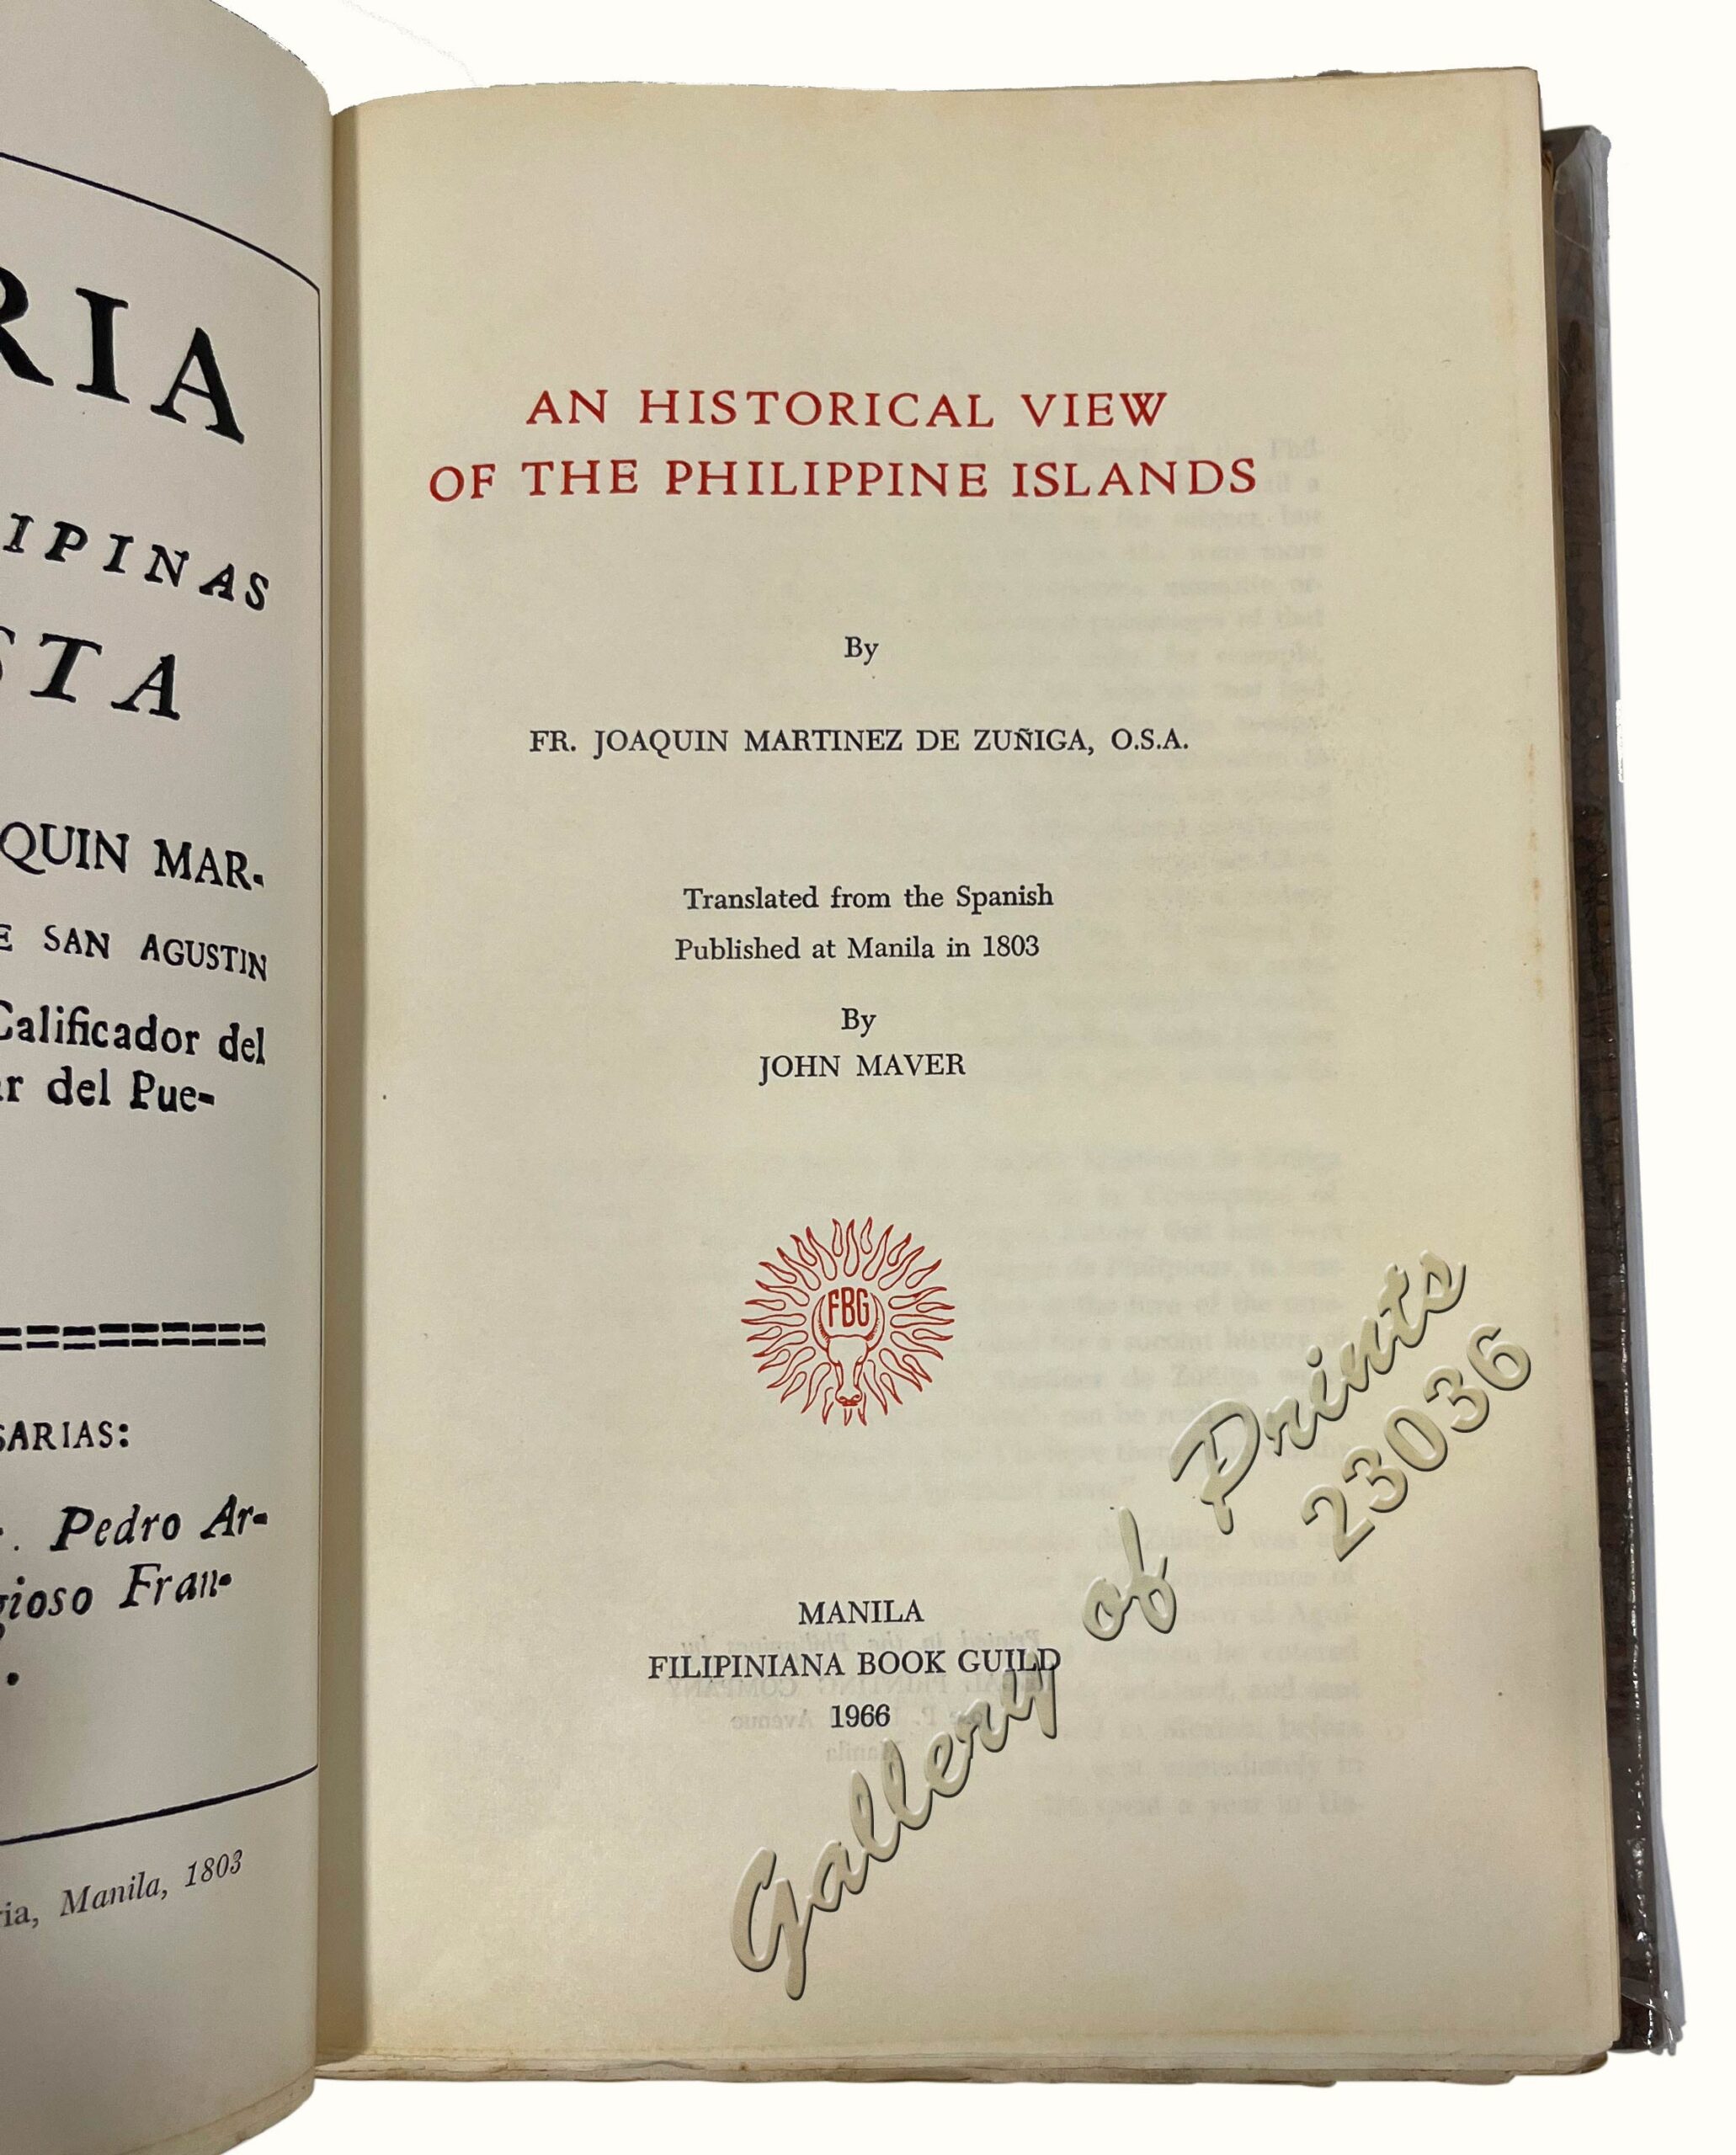 RIA
IPINAS
STA
QUIN MAR-
E SAN AGUSTIN
Calificador del
ar del Pue-
SARIAS:
Pedro Ar-
gioso Fran-
ria, Manila, 1803
AN HISTORICAL VIEW
OF THE PHILIPPINE ISLANDS
By
FR. JOAQUIN MARTINEZ DE ZUÑIGA, O.S.A.
Translated from the Spanish
Published at Manila in 1803
By
JOHN MAVER
FBG
MANILA
FILIPINIANA BOOK GUILD
1966
Gallery of Prints
23036